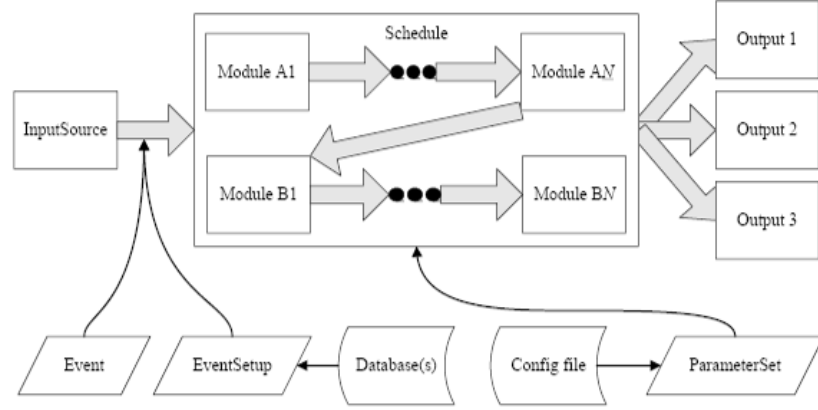 Schedule
Module A1
Module AN
InputSource
Module B1
Module BN
Output 1
Output 2
Output 3
Event
EventSetup
Database(s)
Config file
ParameterSet